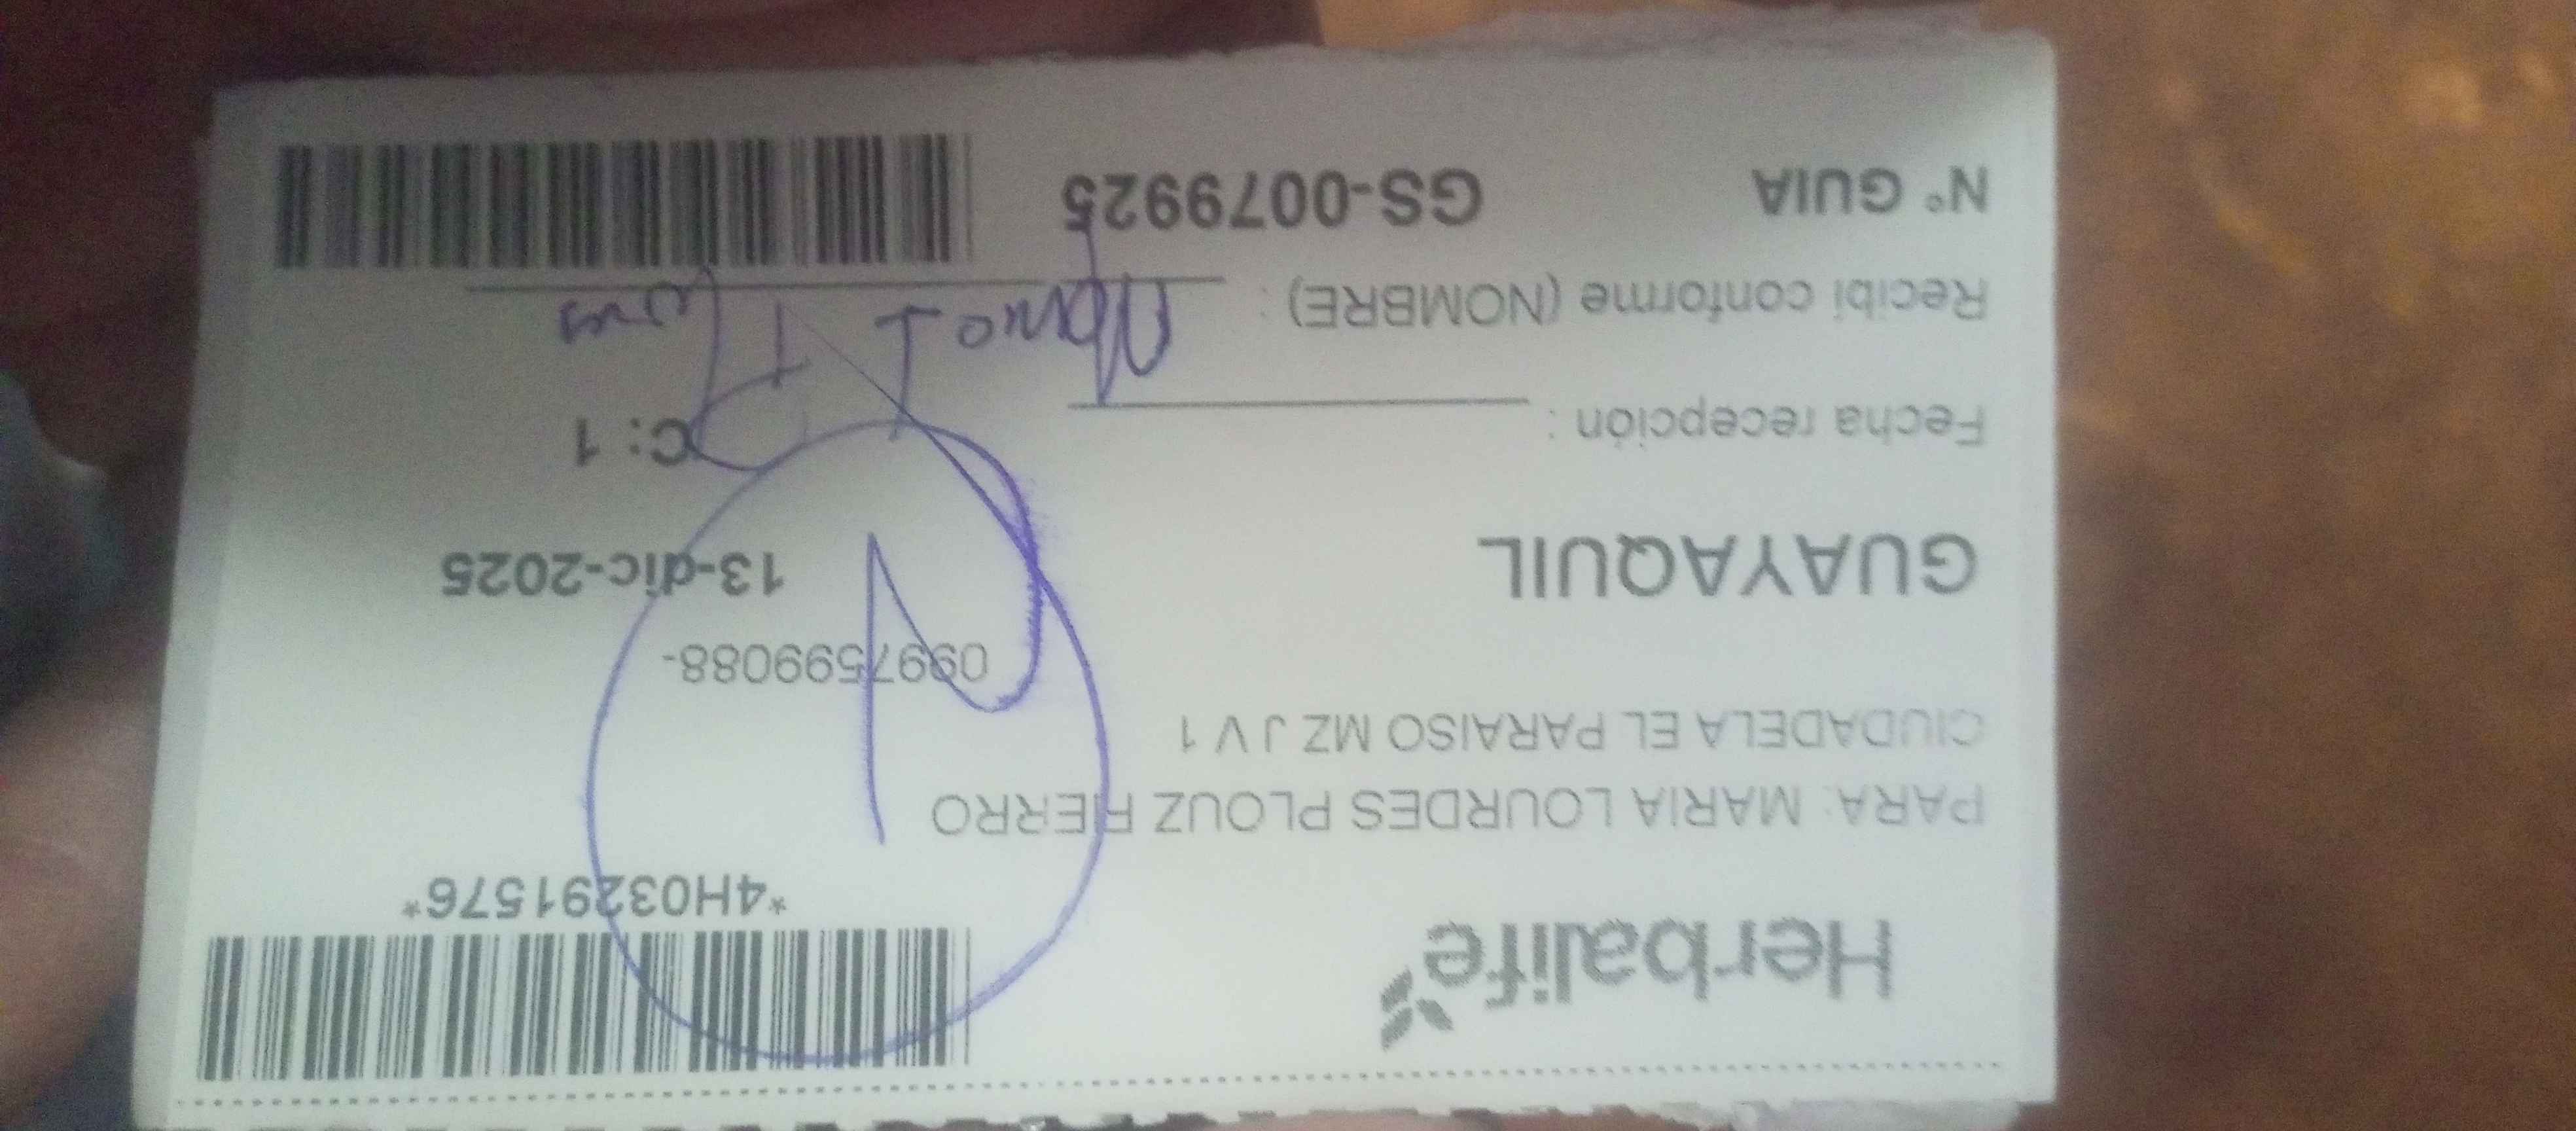 Herbalife
*4H03291576*
PARA: MARIA LOURDES PLOUZ FIERRO
CIUDADELA EL PARAISO MZ J V 1
0997599088-
GUAYAQUIL
13-dic-2025
Fecha recepción :
C: 1
Recibi conforme (NOMBRE) :
N° GUIA GS-0079925